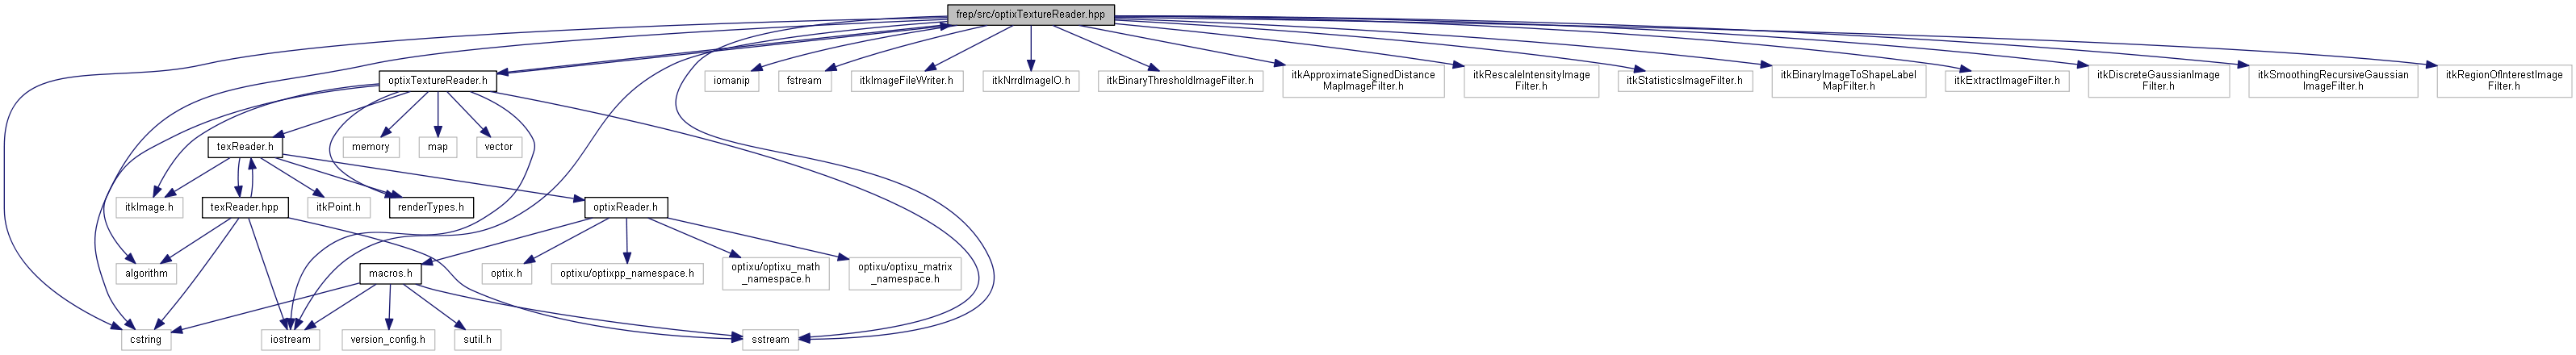 frep/src/optixTextureReader.hpp
optixTextureReader.h
iomanip
fstream
itkImageFileWriter.h
itkNrrdImageIO.h
itkBinaryThresholdImageFilter.h
itkApproximateSignedDistance
MapImageFilter.h
itkRescaleIntensityImage
Filter.h
itkStatisticsImageFilter.h
itkBinaryImageToShapeLabel
MapFilter.h
itkExtractImageFilter.h
itkDiscreteGaussianImage
Filter.h
itkSmoothingRecursiveGaussian
ImageFilter.h
itkRegionOfInterestImage
Filter.h
texReader.h
memory
map
vector
itkImage.h
texReader.hpp
itkPoint.h
renderTypes.h
optixReader.h
algorithm
macros.h
optix.h
optixu/optixpp_namespace.h
optixu/optixu_math
_namespace.h
optixu/optixu_matrix
_namespace.h
cstring
iostream
version_config.h
sutil.h
sstream